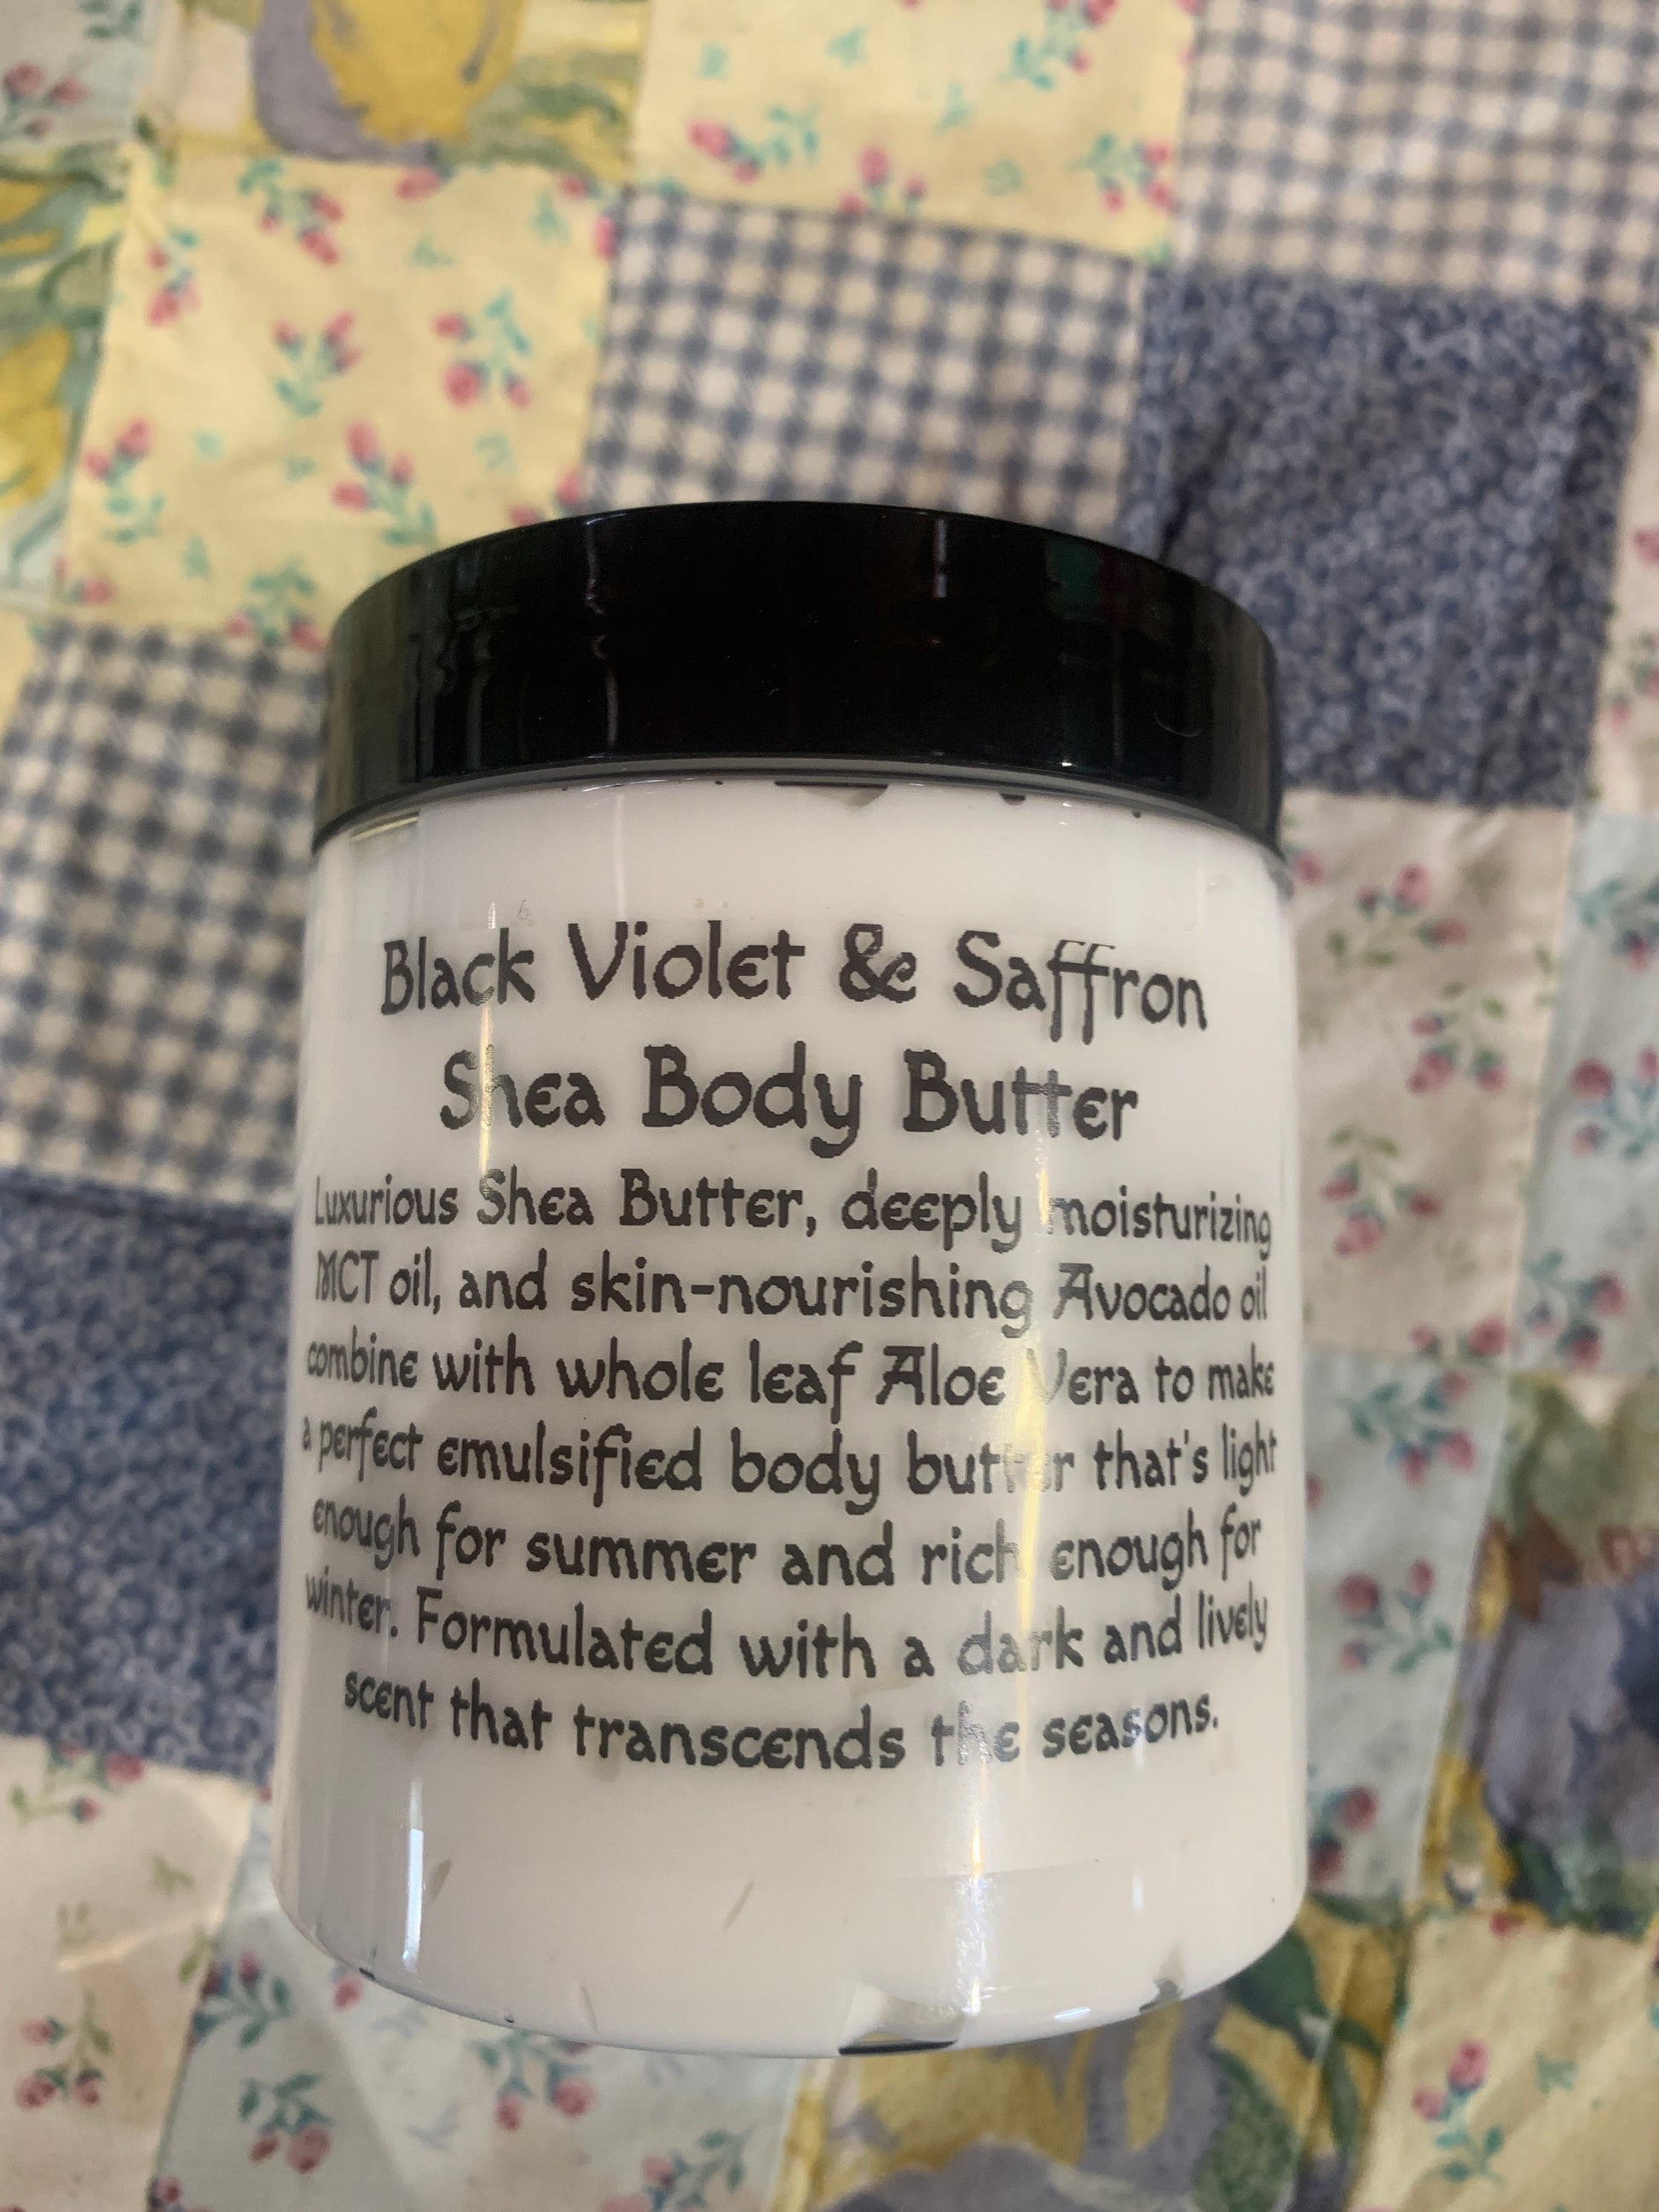 Black Violet & Saffron
Shea Body Butter
Luxurious Shea Butter, deeply moisturizing
MCT oil, and skin-nourishing Avocado oil
combine with whole leaf Aloe Vera to make
a perfect emulsified body butter that's light
enough for summer and rich enough for
winter. Formulated with a dark and lively
scent that transcends the seasons.